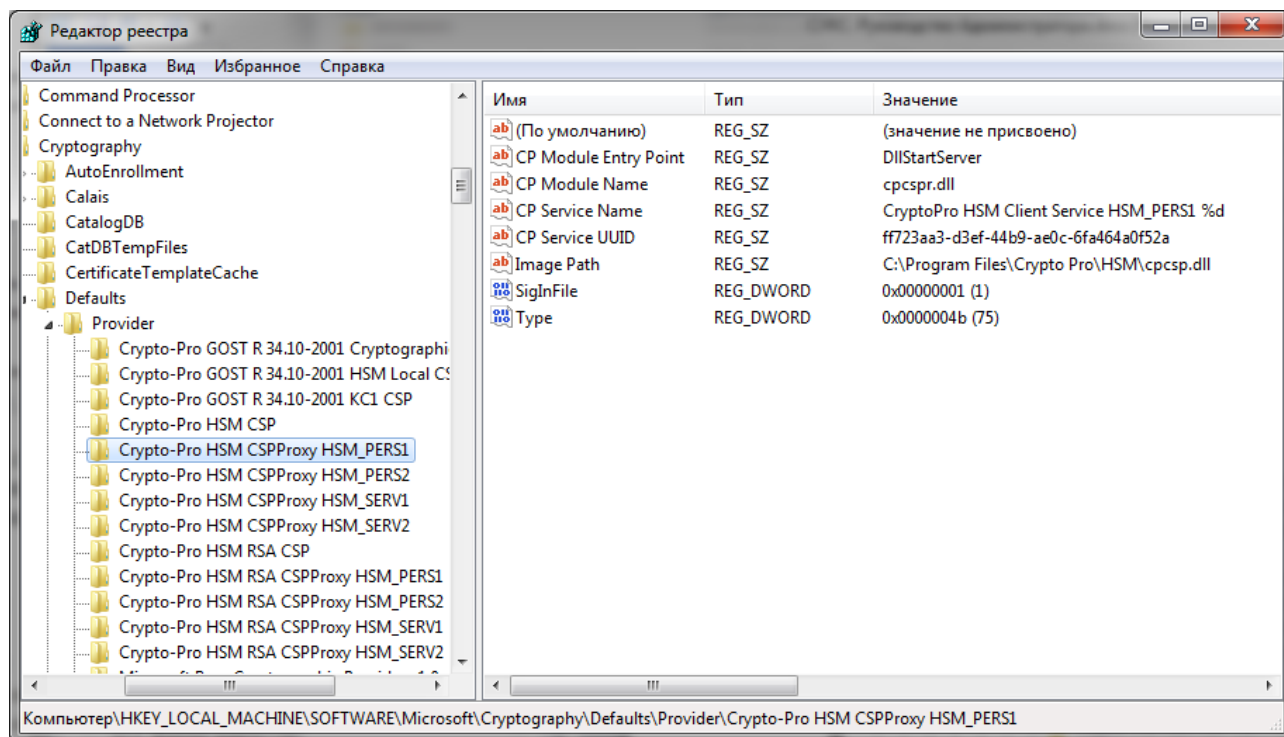 Редактор реестра
Файл Правка Вид Избранное Справка
Command Processor
Connect to a Network Projector
Cryptography
AutoEnrollment
Calais
CatalogDB
CatDBTempFiles
CertificateTemplateCache
Defaults
Provider
Crypto-Pro GOST R 34.10-2001 Cryptographi
Crypto-Pro GOST R 34.10-2001 HSM Local CS
Crypto-Pro GOST R 34.10-2001 KC1 CSP
Crypto-Pro HSM CSP
Crypto-Pro HSM CSPProxy HSM_PERS1
Crypto-Pro HSM CSPProxy HSM_PERS2
Crypto-Pro HSM CSPProxy HSM_SERV1
Crypto-Pro HSM CSPProxy HSM_SERV2
Crypto-Pro HSM RSA CSP
Crypto-Pro HSM RSA CSPProxy HSM_PERS1
Crypto-Pro HSM RSA CSPProxy HSM_PERS2
Crypto-Pro HSM RSA CSPProxy HSM_SERV1
Crypto-Pro HSM RSA CSPProxy HSM_SERV2
Имя Тип Значение
(По умолчанию) REG_SZ (значение не присвоено)
CP Module Entry Point REG_SZ DllStartServer
CP Module Name REG_SZ cpcspr.dll
CP Service Name REG_SZ CryptoPro HSM Client Service HSM_PERS1 %d
CP Service UUID REG_SZ ff723aa3-d3ef-44b9-ae0c-6fa464a0f52a
Image Path REG_SZ C:\Program Files\Crypto Pro\HSM\cpcsp.dll
SigInFile REG_DWORD 0x00000001 (1)
Type REG_DWORD 0x0000004b (75)
Компьютер\HKEY_LOCAL_MACHINE\SOFTWARE\Microsoft\Cryptography\Defaults\Provider\Crypto-Pro HSM CSPProxy HSM_PERS1